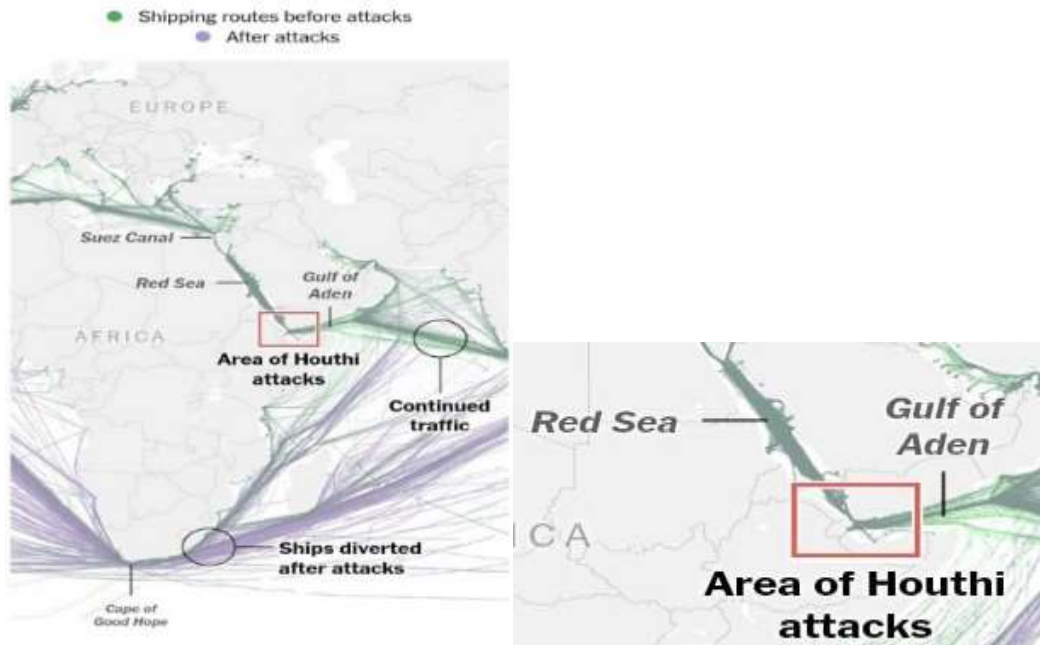 Shipping routes before attacks
After attacks
EUROPE
Suez Canal
Red Sea
Gulf of
Aden
AFRICA
Area of Houthi
attacks
Continued
traffic
Ships diverted
after attacks
Cape of
Good Hope
Red Sea
Gulf of
Aden
ICA
Area of Houthi
attacks